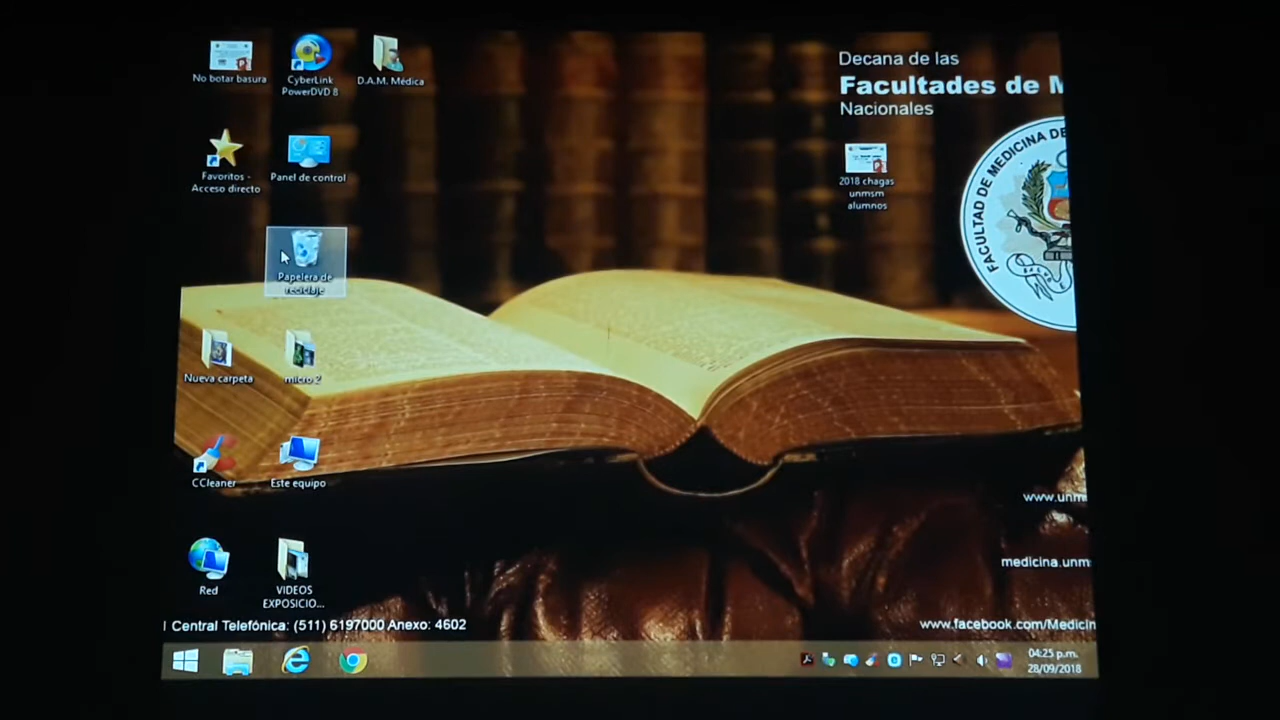 No botar basura
CyberLink
PowerDVD 8
D.A.M. Médica
Decana de las
Facultades de M
Nacionales
Favoritos -
Acceso directo
Panel de control
2018 chagas
unmsm
alumnos
FACULTAD DE MEDICINA DE
Papelera de
reciclaje
Nueva carpeta
micro 2
CCleaner
Este equipo
www.unm
Red
VIDEOS
EXPOSICIO...
medicina.unm
Central Telefónica: (511) 6197000 Anexo: 4602
www.facebook.com/Medicin
04:25 p.m.
28/09/2018